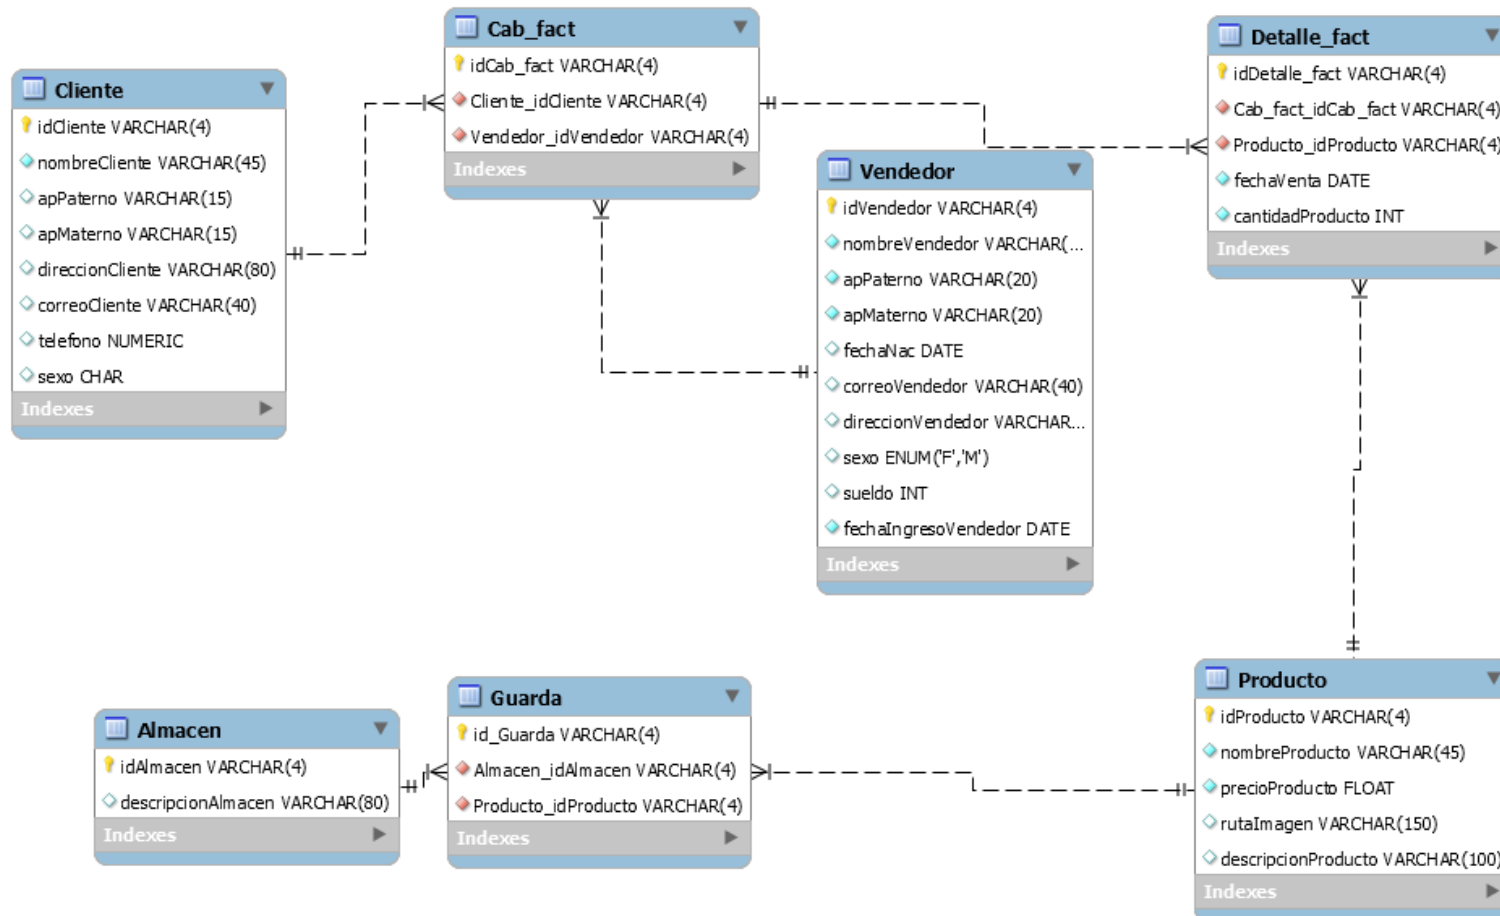 Cliente
idCliente VARCHAR(4)
nombreCliente VARCHAR(45)
apPaterno VARCHAR(15)
apMaterno VARCHAR(15)
direccionCliente VARCHAR(80)
correoCliente VARCHAR(40)
telefono NUMERIC
sexo CHAR
Indexes
Cab_fact
idCab_fact VARCHAR(4)
Cliente_idCliente VARCHAR(4)
Vendedor_idVendedor VARCHAR(4)
Indexes
Vendedor
idVendedor VARCHAR(4)
nombreVendedor VARCHAR(...
apPaterno VARCHAR(20)
apMaterno VARCHAR(20)
fechaNac DATE
correoVendedor VARCHAR(40)
direccionVendedor VARCHAR...
sexo ENUM('F','M')
sueldo INT
fechaIngresoVendedor DATE
Indexes
Detalle_fact
idDetalle_fact VARCHAR(4)
Cab_fact_idCab_fact VARCHAR(4)
Producto_idProducto VARCHAR(4)
fechaVenta DATE
cantidadProducto INT
Indexes
Almacen
idAlmacen VARCHAR(4)
descripcionAlmacen VARCHAR(80)
Indexes
Guarda
id_Guarda VARCHAR(4)
Almacen_idAlmacen VARCHAR(4)
Producto_idProducto VARCHAR(4)
Indexes
Producto
idProducto VARCHAR(4)
nombreProducto VARCHAR(45)
precioProducto FLOAT
rutaImagen VARCHAR(150)
descripcionProducto VARCHAR(100)
Indexes